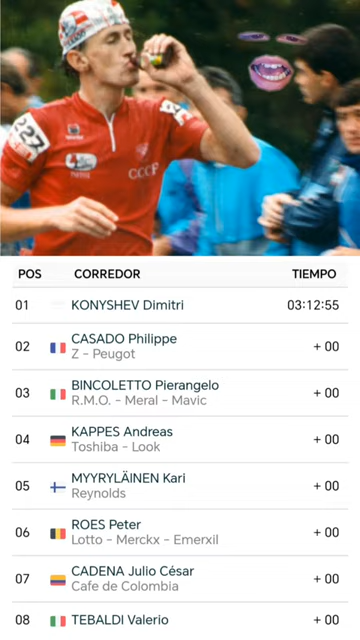 227
CCCP
POS CORREDOR TIEMPO
01 KONYSHEV Dimitri 03:12:55
02 CASADO Philippe + 00
Z - Peugot
03 BINCOLETTO Pierangelo + 00
R.M.O. - Meral - Mavic
04 KAPPES Andreas + 00
Toshiba - Look
05 MYYRYLÄINEN Kari + 00
Reynolds
06 ROES Peter + 00
Lotto - Merckx - Emerxil
07 CADENA Julio César + 00
Cafe de Colombia
08 TEBALDI Valerio + 00